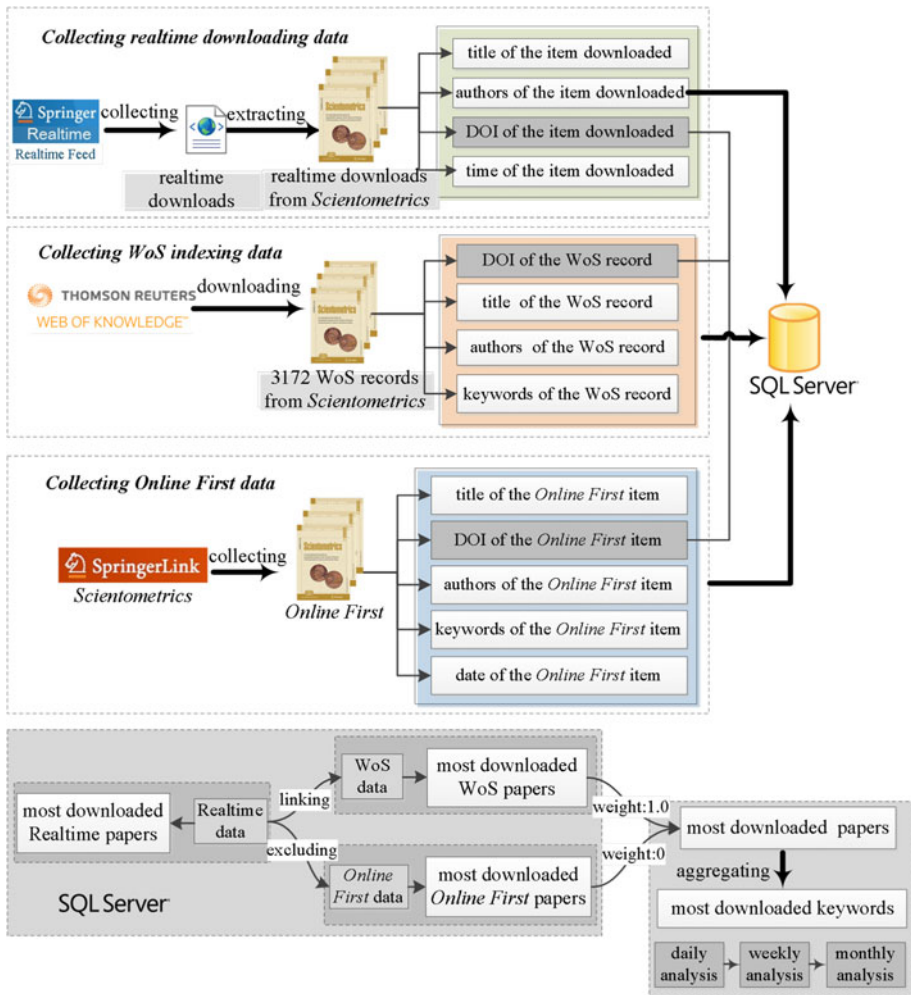 Collecting realtime downloading data
Springer
Realtime
Realtime Feed
collecting
realtime
downloads
extracting
Scientometrics
realtime downloads
from Scientometrics
title of the item downloaded
authors of the item downloaded
DOI of the item downloaded
time of the item downloaded
Collecting WoS indexing data
THOMSON REUTERS
WEB OF KNOWLEDGE™
downloading
Scientometrics
3172 WoS records
from Scientometrics
DOI of the WoS record
title of the WoS record
authors of the WoS record
keywords of the WoS record
SQL Server
Collecting Online First data
SpringerLink
Scientometrics
collecting
Scientometrics
Online First
title of the Online First item
DOI of the Online First item
authors of the Online First item
keywords of the Online First item
date of the Online First item
most downloaded
Realtime papers
Realtime
data
linking
excluding
WoS
data
most downloaded
WoS papers
Online
First data
most downloaded
Online First papers
SQL Server
weight:1.0
weight:0
most downloaded papers
aggregating
most downloaded keywords
daily
analysis
weekly
analysis
monthly
analysis